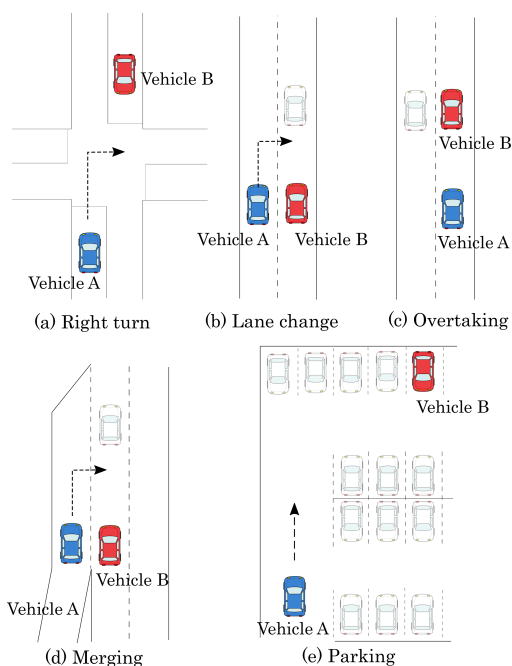 Vehicle B
Vehicle A
(a) Right turn
Vehicle A
Vehicle B
(b) Lane change
Vehicle B
Vehicle A
(c) Overtaking
Vehicle A
Vehicle B
(d) Merging
Vehicle B
Vehicle A
(e) Parking